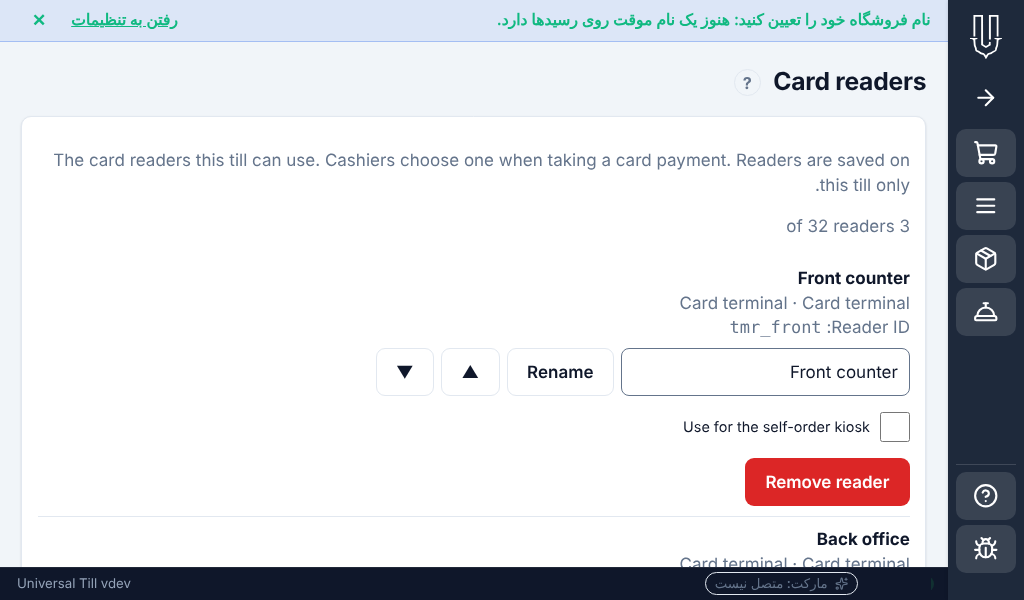 نام فروشگاه خود را تعیین کنید: هنوز یک نام موقت روی رسیدها دارد.
رفتن به تنظیمات
✕
Card readers
?
The card readers this till can use. Cashiers choose one when taking a card payment. Readers are saved on
this till only.
3 of 32 readers
Front counter
Card terminal · Card terminal
Reader ID: tmr_front
Front counter
Rename
▲
▼
Use for the self-order kiosk
Remove reader
Back office
Card terminal · Card terminal
مارکت: متصل نیست
Universal Till vdev